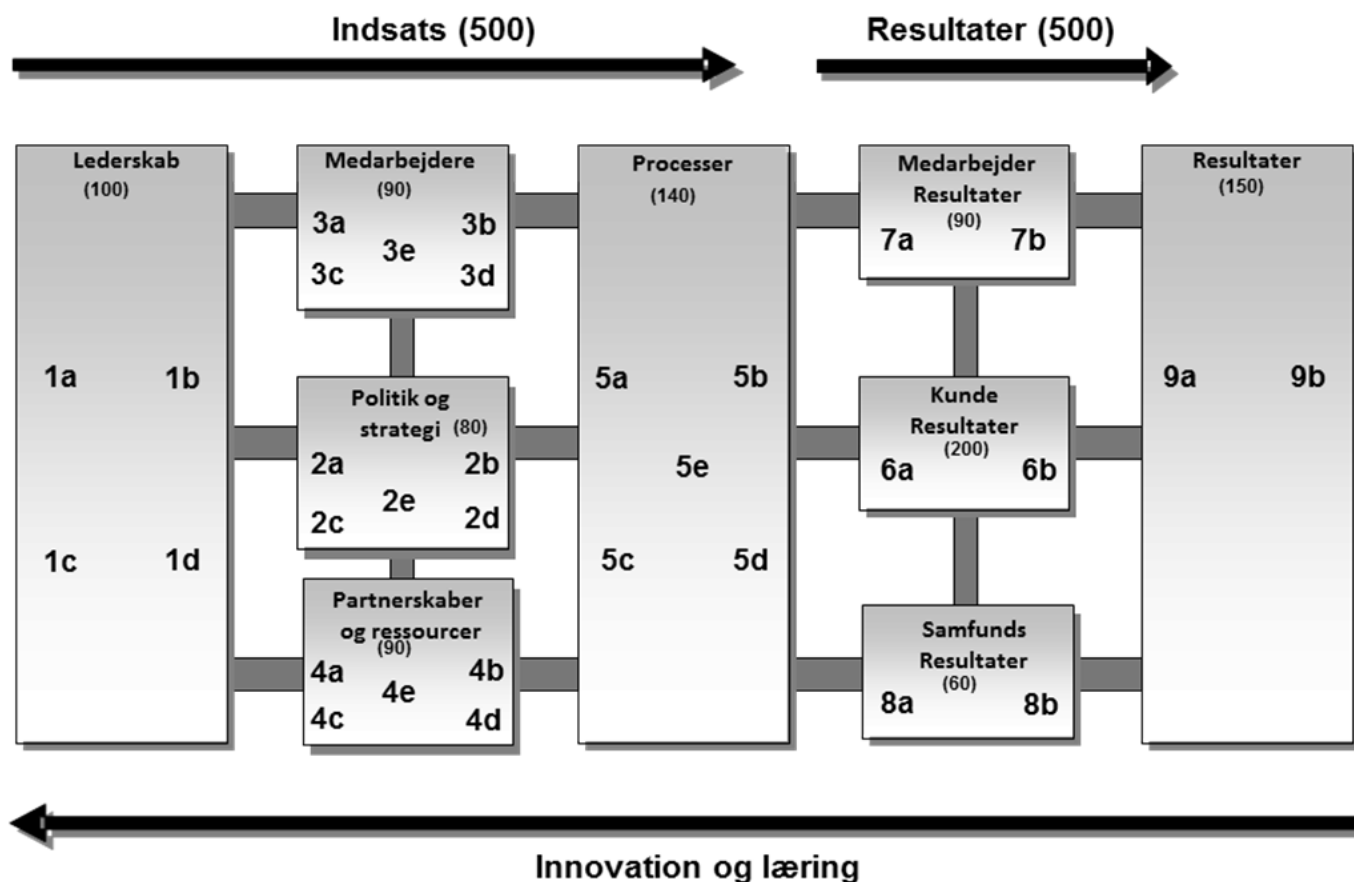 Indsats (500)
Resultater (500)
Lederskab
(100)
1a 1b
1c 1d
Medarbejdere
(90)
3a 3b
3e
3c 3d
Politik og
strategi (80)
2a 2b
2e
2c 2d
Partnerskaber
og ressourcer
(90)
4a 4b
4e
4c 4d
Processer
(140)
5a 5b
5e
5c 5d
Medarbejder
Resultater
(90)
7a 7b
Kunde
Resultater
(200)
6a 6b
Samfunds
Resultater
(60)
8a 8b
Resultater
(150)
9a 9b
Innovation og læring